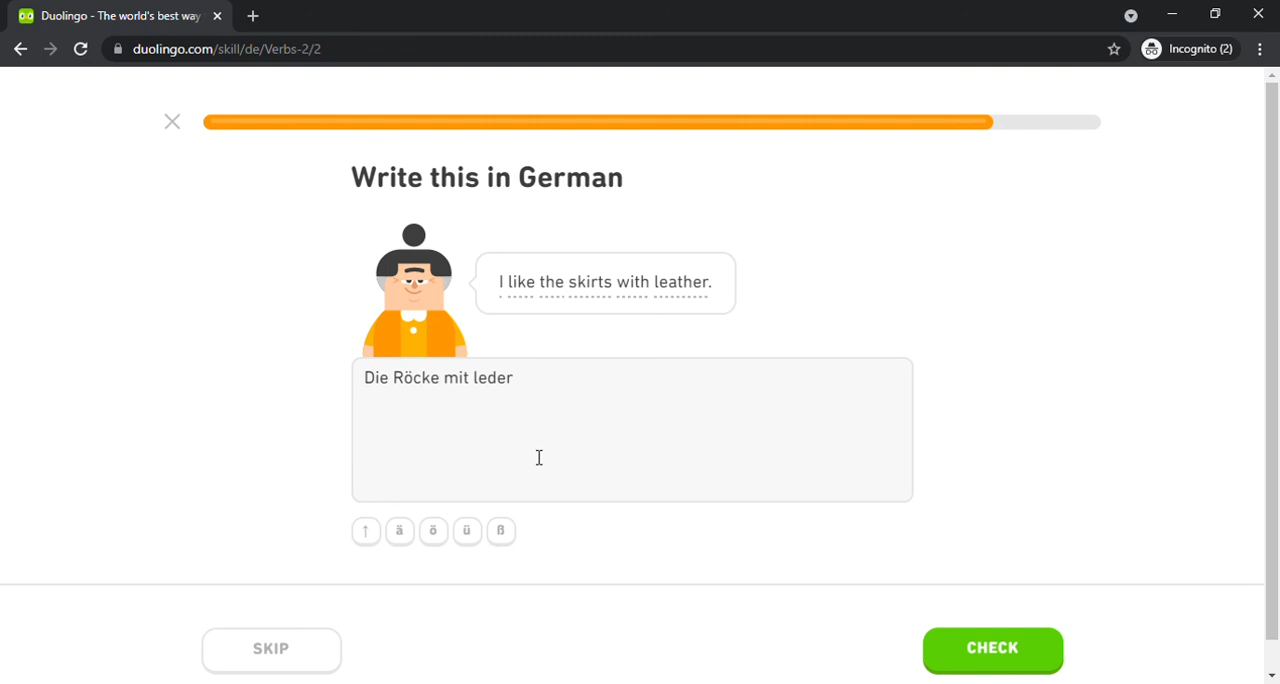 Duolingo - The world's best way
duolingo.com/skill/de/Verbs-2/2
Incognito (2)
Write this in German
I like the skirts with leather.
Die Röcke mit leder
↑ ä ö ü ß
SKIP
CHECK